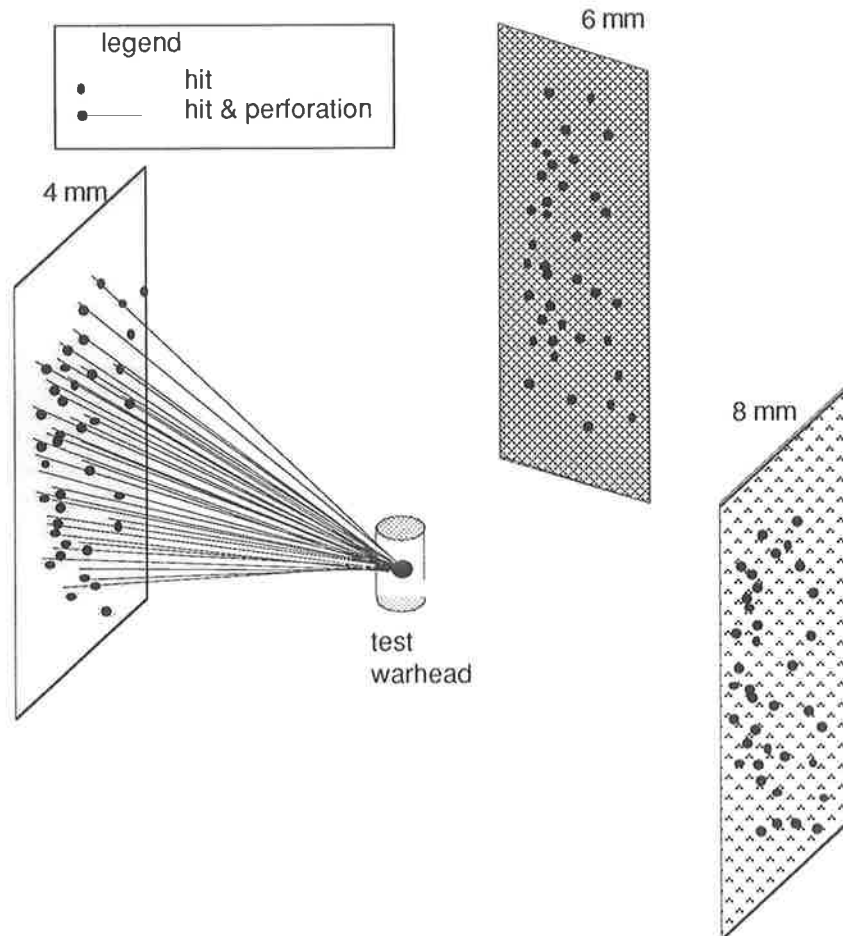 legend
hit
hit & perforation
4 mm
6 mm
8 mm
test
warhead